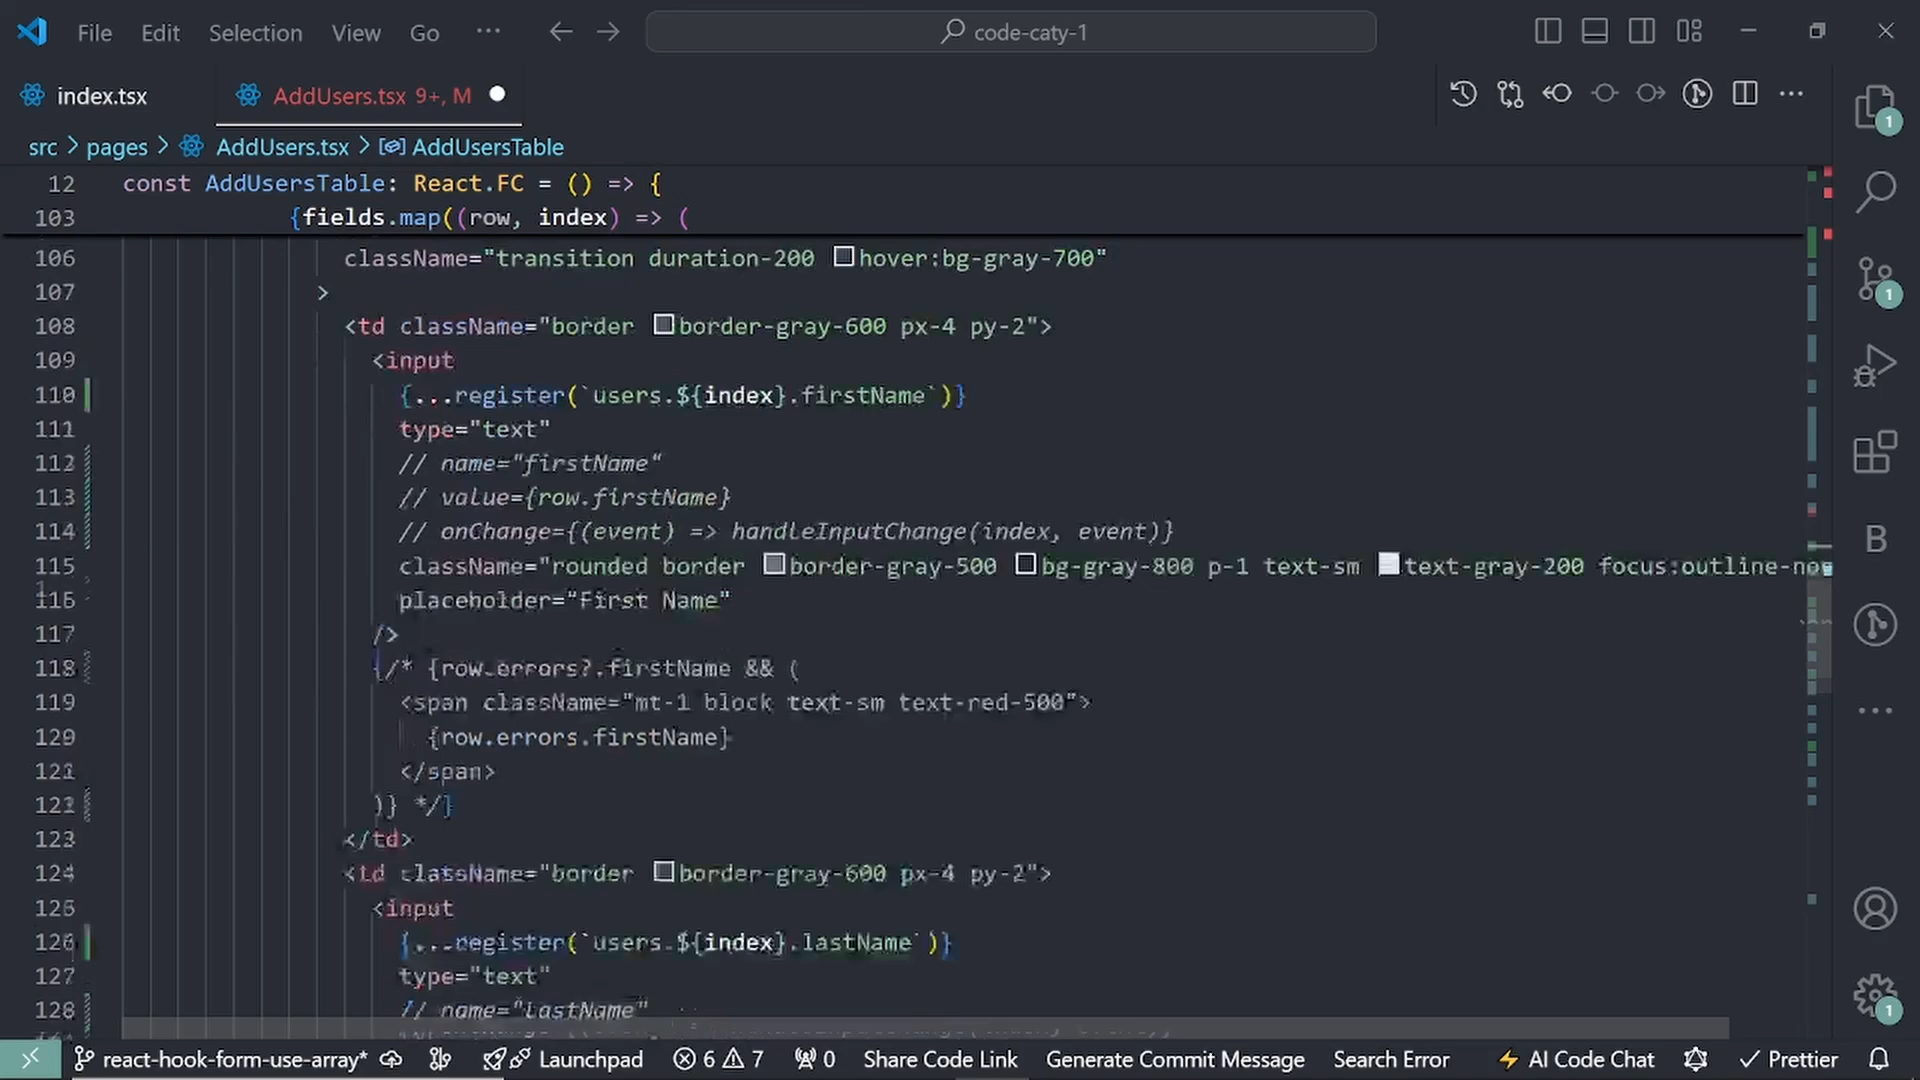 File Edit Selection View Go ··· code-caty-1
index.tsx AddUsers.tsx 9+, M
src > pages > AddUsers.tsx > AddUsersTable
12 const AddUsersTable: React.FC = () => {
103 {fields.map((row, index) => (
106 className="transition duration-200 hover:bg-gray-700"
107 >
108 <td className="border border-gray-600 px-4 py-2">
109 <input
110 {...register(`users.${index}.firstName`)}
111 type="text"
112 // name="firstName"
113 // value={row.firstName}
114 // onChange={(event) => handleInputChange(index, event)}
115 className="rounded border border-gray-500 bg-gray-800 p-1 text-sm text-gray-200
116 placeholder="First Name"
117 />
118 {/* {row.errors?.firstName && (
119 <span className="mt-1 block text-sm text-red-500">
120 {row.errors.firstName}
121 </span>
122 )} */}
123 </td>
124 <td className="border border-gray-600 px-4 py-2">
125 <input
126 {...register(`users.${index}.lastName`)}
127 type="text"
128 // name="lastName"
react-hook-form-use-array* Launchpad 6 7 0 Share Code Link Generate Commit Message Search Error AI Code Chat Prettier
1
1
B
1